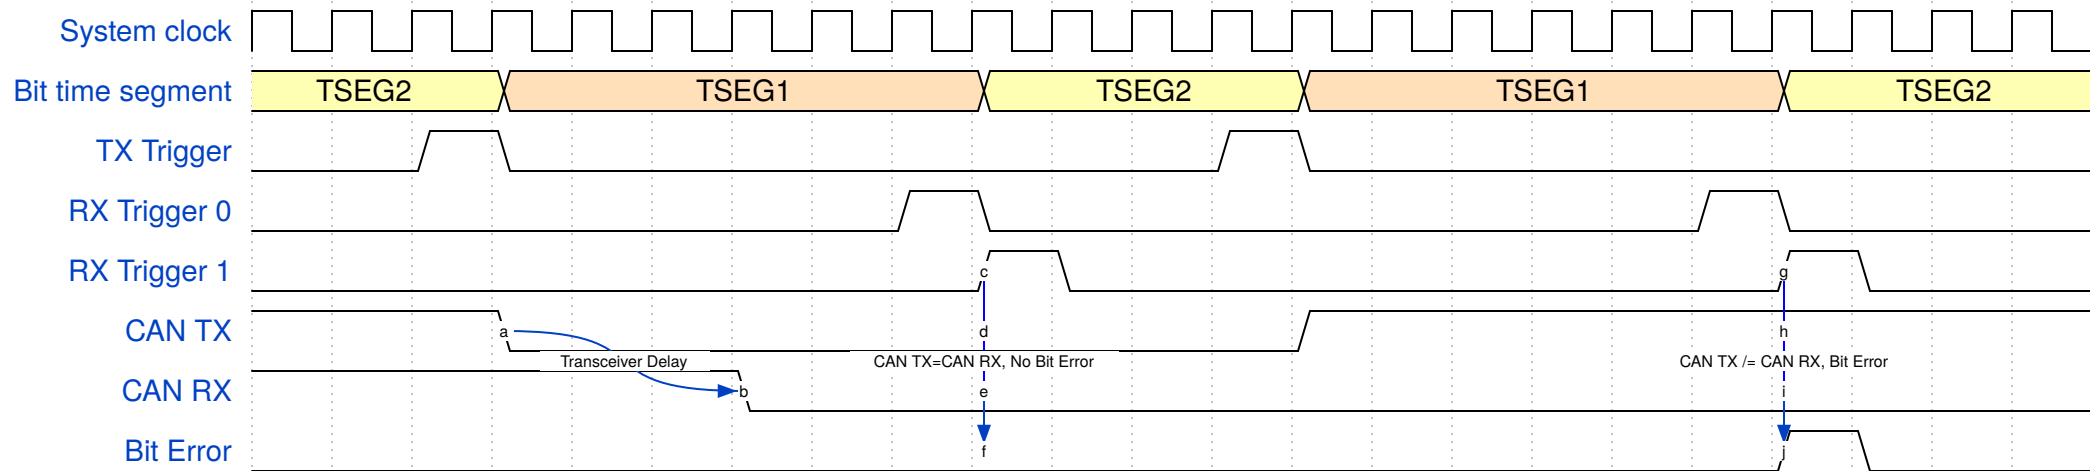 System clock
Bit time segment TSEG2 TSEG1 TSEG2 TSEG1 TSEG2
TX Trigger
RX Trigger 0
RX Trigger 1 c g
CAN TX a d h
Transceiver Delay CAN TX=CAN RX, No Bit Error CAN TX /= CAN RX, Bit Error
CAN RX b e i
Bit Error f j